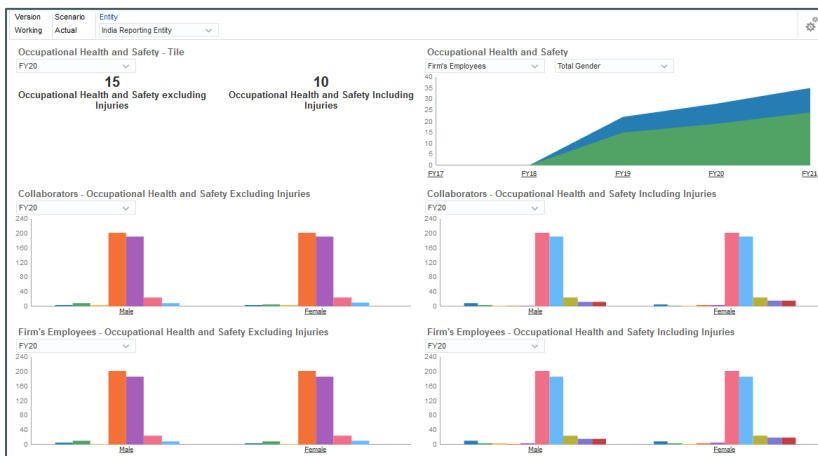 Version Scenario Entity
Working Actual India Reporting Entity
Occupational Health and Safety - Tile
FY20
15
Occupational Health and Safety excluding
Injuries
10
Occupational Health and Safety Including
Injuries
Occupational Health and Safety
Firm's Employees Total Gender
40
35
30
25
20
15
10
5
0
FY17 FY18 FY19 FY20 FY21
Collaborators - Occupational Health and Safety Excluding Injuries
FY20
240
200
160
120
80
40
0
Male Female
Collaborators - Occupational Health and Safety Including Injuries
FY20
240
200
160
120
80
40
0
Male Female
Firm's Employees - Occupational Health and Safety Excluding Injuries
FY20
240
200
160
120
80
40
0
Male Female
Firm's Employees - Occupational Health and Safety Including Injuries
FY20
240
200
160
120
80
40
0
Male Female